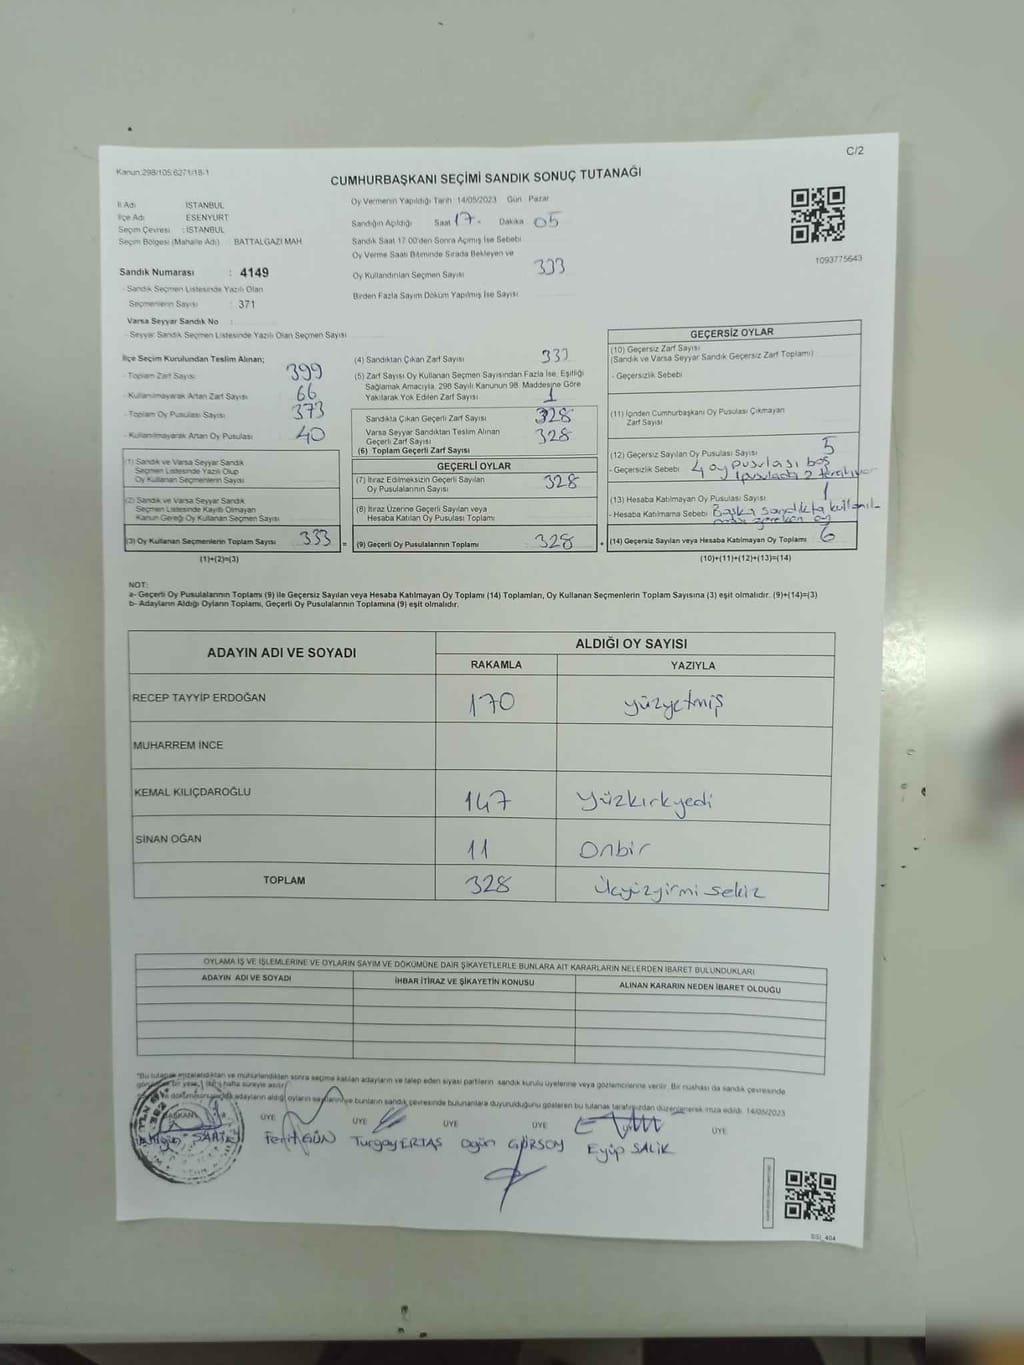 C/2
Kanun:298/105,6271/18-1
CUMHURBAŞKANI SEÇİMİ SANDIK SONUÇ TUTANAĞI
İl Adı : İSTANBUL
İlçe Adı : ESENYURT
Seçim Çevresi : İSTANBUL
Seçim Bölgesi (Mahalle Adı) : BATTALGAZİ MAH
Sandık Numarası : 4149
- Sandık Seçmen Listesinde Yazılı Olan
Seçmenlerin Sayısı : 371
Varsa Seyyar Sandık No :
- Seyyar Sandık Seçmen Listesinde Yazılı Olan Seçmen Sayısı
Oy Vermenin Yapıldığı Tarih 14/05/2023 Gün Pazar
Sandığın Açıldığı Saat 17 Dakika 05
Sandık Saat 17:00'den Sonra Açılmış İse Sebebi
Oy Verme Saati Bitiminde Sırada Bekleyen ve
Oy Kullandırılan Seçmen Sayısı 333
Birden Fazla Sayım Döküm Yapılmış İse Sayısı
1093775643
İlçe Seçim Kurulundan Teslim Alınan;
- Toplam Zarf Sayısı 399
- Kullanılmayarak Artan Zarf Sayısı 66
- Toplam Oy Pusulası Sayısı 373
- Kullanılmayarak Artan Oy Pusulası 40
(1) Sandık ve Varsa Seyyar Sandık
Seçmen Listesinde Yazılı Olup
Oy Kullanan Seçmenlerin Sayısı
(2) Sandık ve Varsa Seyyar Sandık
Seçmen Listesinde Kayıtlı Olmayan
Kanun Gereği Oy Kullanan Seçmen Sayısı
(3) Oy Kullanan Seçmenlerin Toplam Sayısı 333
(1)+(2)=(3)
(4) Sandıktan Çıkan Zarf Sayısı 333
(5) Zarf Sayısı Oy Kullanan Seçmen Sayısından Fazla İse, Eşitliği
Sağlamak Amacıyla, 298 Sayılı Kanunun 98. Maddesine Göre
Yakılarak Yok Edilen Zarf Sayısı 1
Sandıkta Çıkan Geçerli Zarf Sayısı 328
Varsa Seyyar Sandıktan Teslim Alınan
Geçerli Zarf Sayısı 328
(6) Toplam Geçerli Zarf Sayısı
GEÇERLİ OYLAR
(7) İtiraz Edilmeksizin Geçerli Sayılan
Oy Pusulalarının Sayısı 328
(8) İtiraz Üzerine Geçerli Sayılan veya
Hesaba Katılan Oy Pusulası Toplamı
= (9) Geçerli Oy Pusulalarının Toplamı 328
GEÇERSİZ OYLAR
(10) Geçersiz Zarf Sayısı
(Sandık ve Varsa Seyyar Sandık Geçersiz Zarf Toplamı)
- Geçersizlik Sebebi
(11) İçinden Cumhurbaşkanı Oy Pusulası Çıkmayan
Zarf Sayısı
(12) Geçersiz Sayılan Oy Pusulası Sayısı 5
- Geçersizlik Sebebi 4 oy pusulası boş
1 pusulada 2 tercih var
(13) Hesaba Katılmayan Oy Pusulası Sayısı 1
- Hesaba Katılmama Sebebi Başka sandıkta kullanıl-
ması gereken oy
+ (14) Geçersiz Sayılan veya Hesaba Katılmayan Oy Toplamı 6
(10)+(11)+(12)+(13)=(14)
NOT:
a- Geçerli Oy Pusulalarının Toplamı (9) ile Geçersiz Sayılan veya Hesaba Katılmayan Oy Toplamı (14) Toplamları, Oy Kullanan Seçmenlerin Toplam Sayısına (3) eşit olmalıdır. (9)+(14)=(3)
b- Adayların Aldığı Oyların Toplamı, Geçerli Oy Pusulalarının Toplamına (9) eşit olmalıdır.
ADAYIN ADI VE SOYADI ALDIĞI OY SAYISI
RAKAMLA YAZIYLA
RECEP TAYYİP ERDOĞAN 170 yüzyetmiş
MUHARREM İNCE
KEMAL KILIÇDAROĞLU 147 yüzkırkyedi
SİNAN OĞAN 11 Onbir
TOPLAM 328 üçyüzyirmi sekiz
OYLAMA İŞ VE İŞLEMLERİNE VE OYLARIN SAYIM VE DÖKÜMÜNE DAİR ŞİKAYETLERLE BUNLARA AİT KARARLARIN NELERDEN İBARET BULUNDUKLARI
ADAYIN ADI VE SOYADI İHBAR İTİRAZ VE ŞİKAYETİN KONUSU ALINAN KARARIN NEDEN İBARET OLDUĞU
"Bu tutanak imzalandıktan ve mühürlendikten sonra seçime katılan adayların ve talep eden siyasi partilerin sandık kurulu üyelerine veya gözlemcilerine verilir. Bir nüshası da sandık çevresinde
bir hafta süreyle asılır.
adayların aldığı oyların sayılarını ve bunların sandık çevresinde bulunanlara duyurulduğunu gösteren bu tutanak tarafımızdan düzenlenerek imza edildi. 14/05/2023
BAŞKAN ÜYE ÜYE ÜYE ÜYE ÜYE
Ferit GÜN Turgay ERTAŞ Ogün GÜRSOY Eyüp SALIK
SSI_404